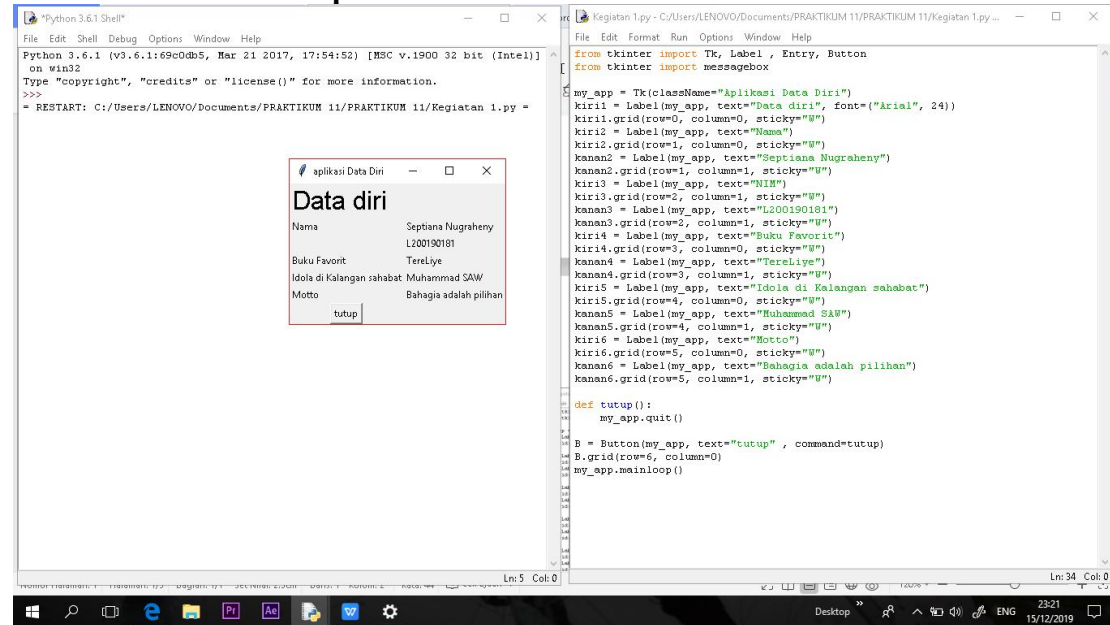 *Python 3.6.1 Shell*
File Edit Shell Debug Options Window Help
Python 3.6.1 (v3.6.1:69c0db5, Mar 21 2017, 17:54:52) [MSC v.1900 32 bit (Intel)]
on win32
Type "copyright", "credits" or "license()" for more information.
>>>
= RESTART: C:/Users/LENOVO/Documents/PRAKTIKUM 11/PRAKTIKUM 11/Kegiatan 1.py =
aplikasi Data Diri
Data diri
Nama Septiana Nugraheny
L200190181
Buku Favorit TereLiye
Idola di Kalangan sahabat Muhammad SAW
Motto Bahagia adalah pilihan
tutup
Ln: 5 Col: 0
Kegiatan 1.py - C:/Users/LENOVO/Documents/PRAKTIKUM 11/PRAKTIKUM 11/Kegiatan 1.py ...
File Edit Format Run Options Window Help
from tkinter import Tk, Label , Entry, Button
from tkinter import messagebox
my_app = Tk(className="Aplikasi Data Diri")
kiri1 = Label(my_app, text="Data diri", font=("Arial", 24))
kiri1.grid(row=0, column=0, sticky="W")
kiri2 = Label(my_app, text="Nama")
kiri2.grid(row=1, column=0, sticky="W")
kanan2 = Label(my_app, text="Septiana Nugraheny")
kanan2.grid(row=1, column=1, sticky="W")
kiri3 = Label(my_app, text="NIM")
kiri3.grid(row=2, column=1, sticky="W")
kanan3 = Label(my_app, text="L200190181")
kanan3.grid(row=2, column=1, sticky="W")
kiri4 = Label(my_app, text="Buku Favorit")
kiri4.grid(row=3, column=0, sticky="W")
kanan4 = Label(my_app, text="TereLiye")
kanan4.grid(row=3, column=1, sticky="W")
kiri5 = Label(my_app, text="Idola di Kalangan sahabat")
kiri5.grid(row=4, column=0, sticky="W")
kanan5 = Label(my_app, text="Muhammad SAW")
kanan5.grid(row=4, column=1, sticky="W")
kiri6 = Label(my_app, text="Motto")
kiri6.grid(row=5, column=0, sticky="W")
kanan6 = Label(my_app, text="Bahagia adalah pilihan")
kanan6.grid(row=5, column=1, sticky="W")
def tutup():
my_app.quit()
B = Button(my_app, text="tutup" , command=tutup)
B.grid(row=6, column=0)
my_app.mainloop()
Ln: 34 Col: 0
Pr Ae
Desktop ENG 23:21
15/12/2019